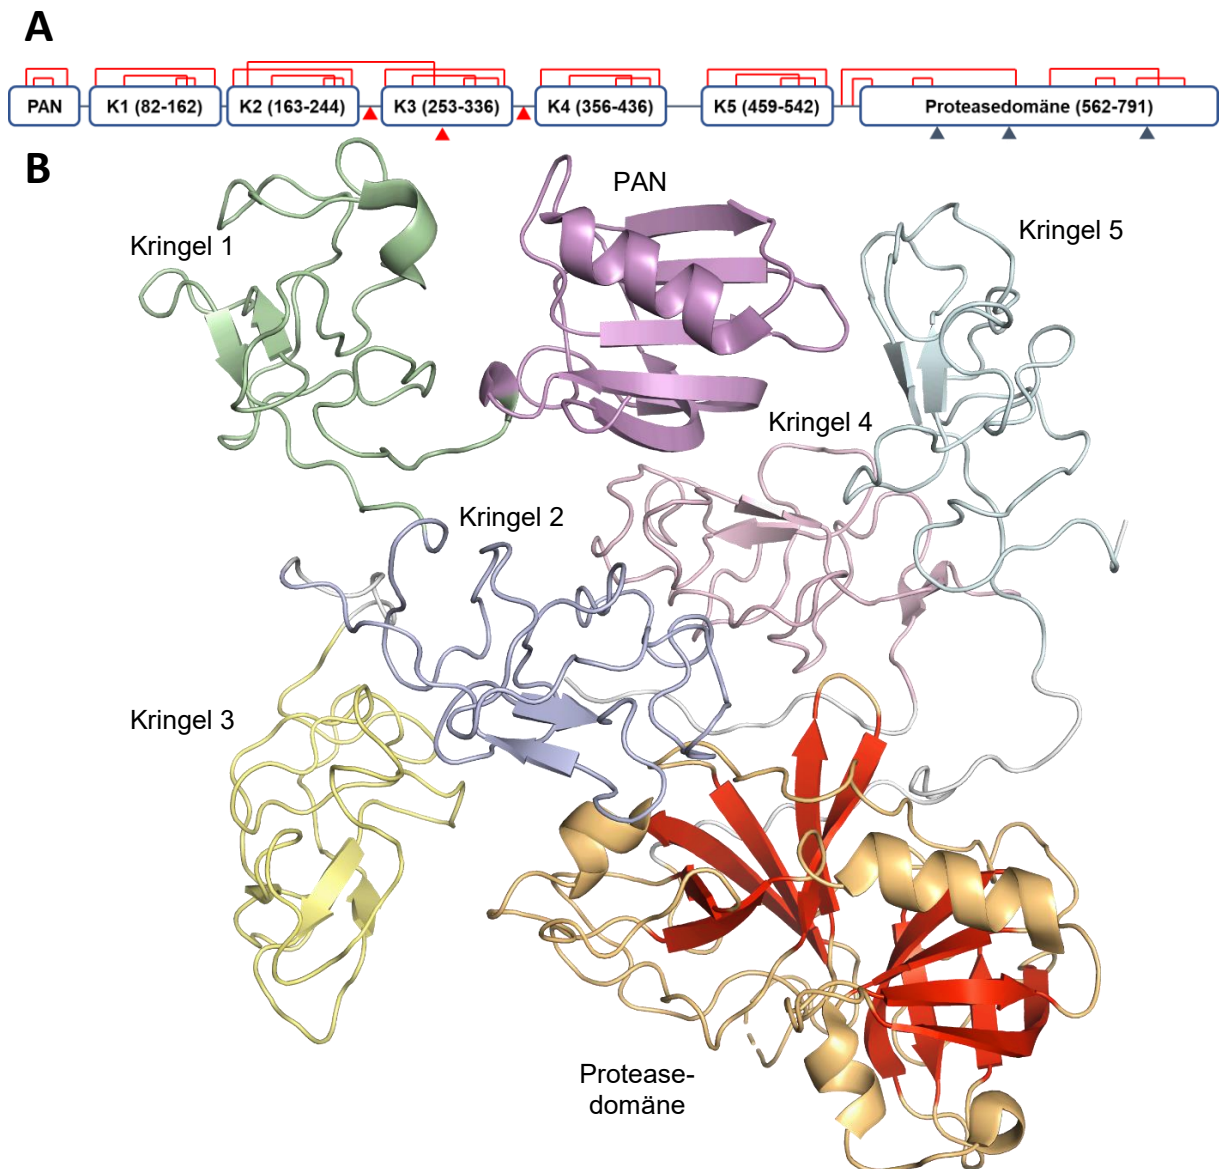 A
PAN K1 (82-162) K2 (163-244) K3 (253-336) K4 (356-436) K5 (459-542) Proteasedomäne (562-791)
B
PAN
Kringel 1
Kringel 5
Kringel 4
Kringel 2
Kringel 3
Protease-
domäne